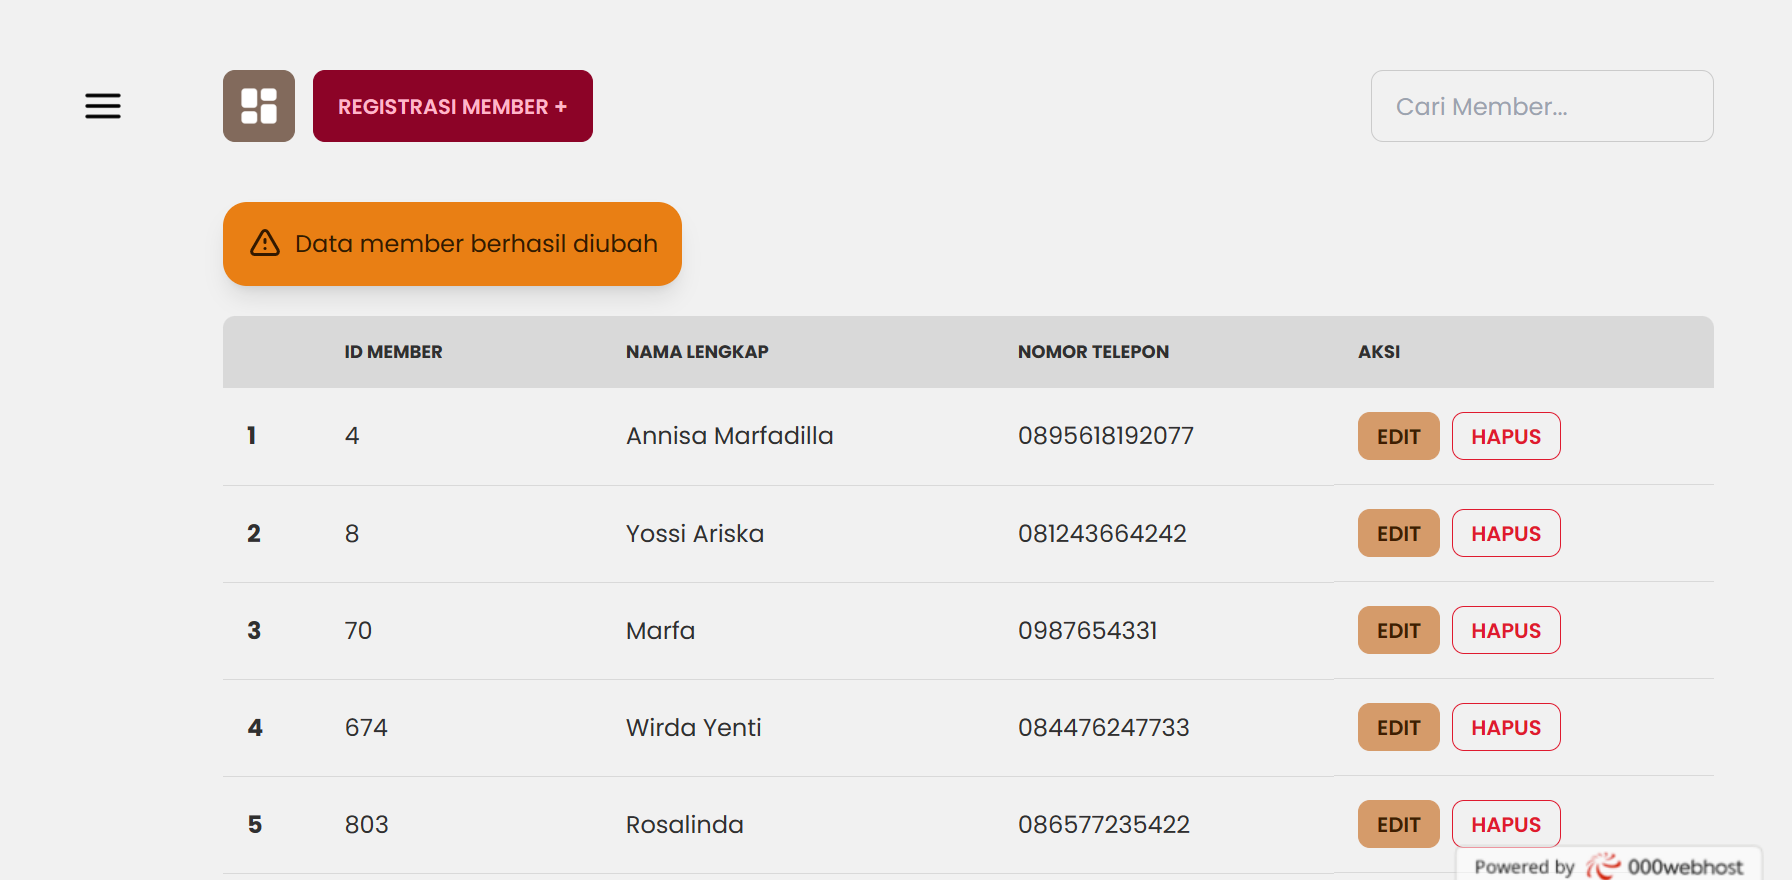 REGISTRASI MEMBER +
Cari Member...
Data member berhasil diubah
ID MEMBER NAMA LENGKAP NOMOR TELEPON AKSI
1 4 Annisa Marfadilla 0895618192077 EDIT HAPUS
2 8 Yossi Ariska 081243664242 EDIT HAPUS
3 70 Marfa 0987654331 EDIT HAPUS
4 674 Wirda Yenti 084476247733 EDIT HAPUS
5 803 Rosalinda 086577235422 EDIT HAPUS
Powered by 000webhost